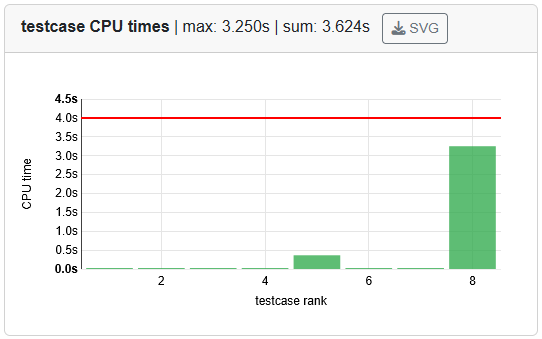 testcase CPU times | max: 3.250s | sum: 3.624s SVG
4.5s
4.0s
3.5s
3.0s
2.5s
2.0s
1.5s
1.0s
0.5s
0.0s
CPU time
2 4 6 8
testcase rank